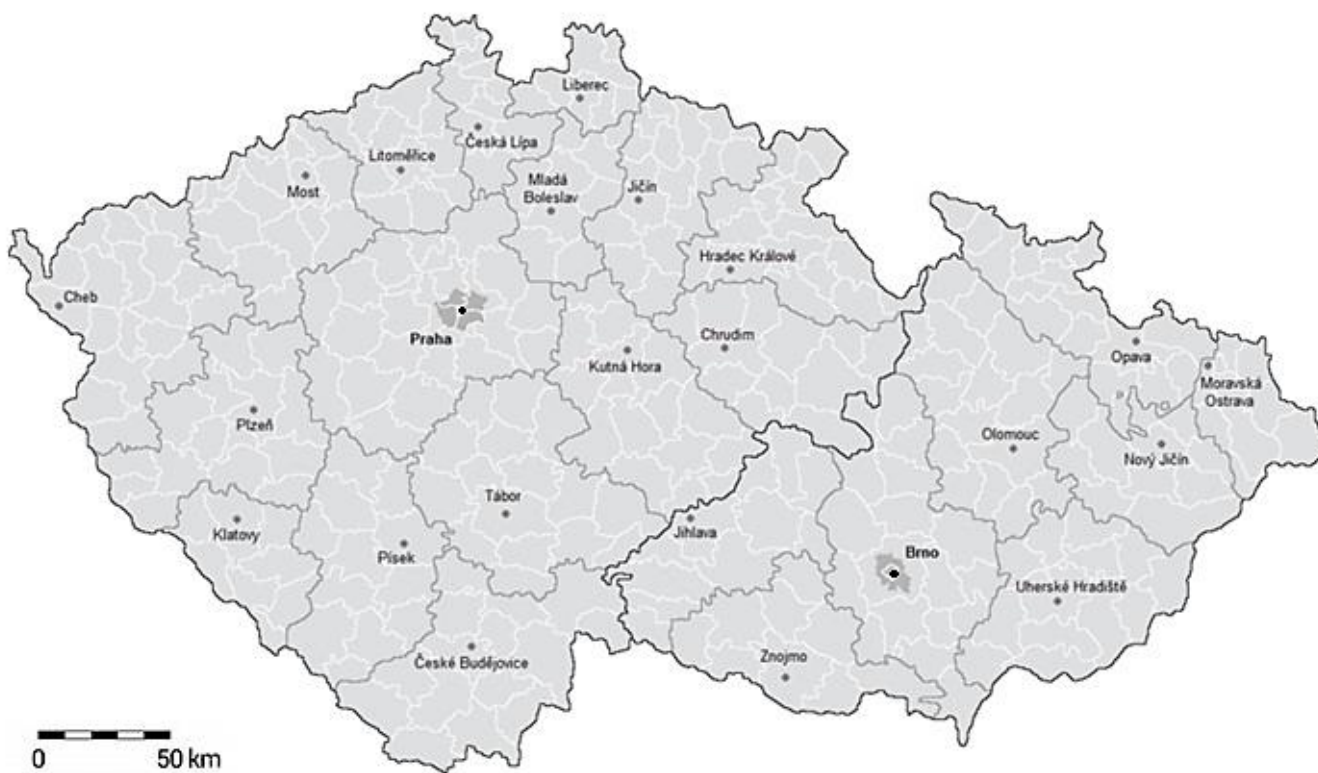 Liberec
Česká Lípa
Litoměřice
Most
Mladá
Boleslav
Jičín
Hradec Králové
Cheb
Praha
Chrudim
Kutná Hora
Opava
Moravská
Ostrava
Plzeň
Olomouc
Nový Jičín
Tábor
Klatovy
Písek
Jihlava
Brno
Uherské Hradiště
České Budějovice
Znojmo
0 50 km